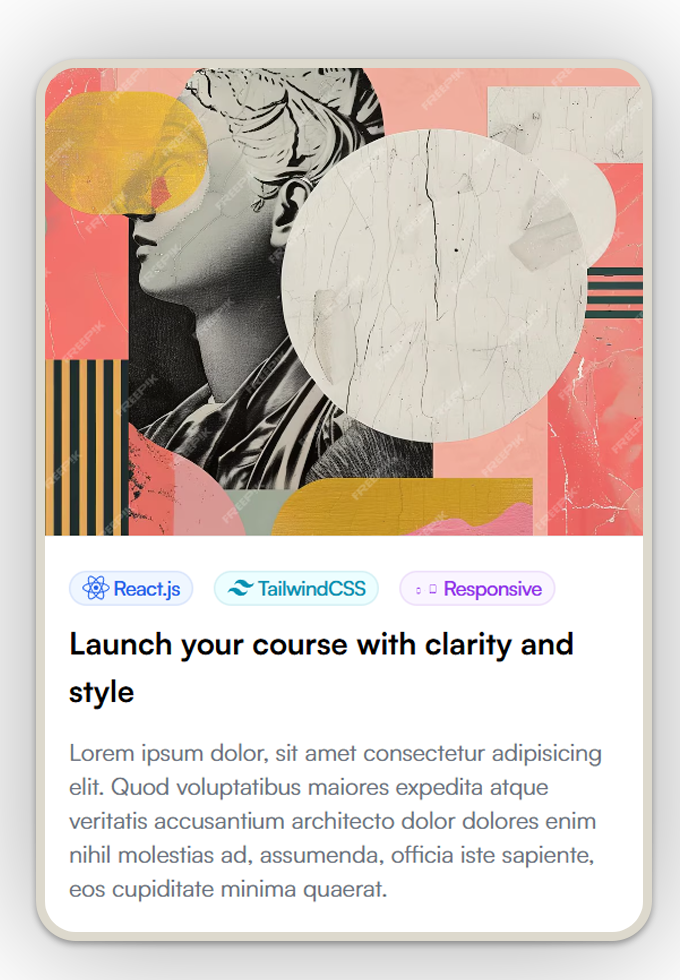 FREEPIK
React.js TailwindCSS Responsive
Launch your course with clarity and
style
Lorem ipsum dolor, sit amet consectetur adipisicing
elit. Quod voluptatibus maiores expedita atque
veritatis accusantium architecto dolor dolores enim
nihil molestias ad, assumenda, officia iste sapiente,
eos cupiditate minima quaerat.